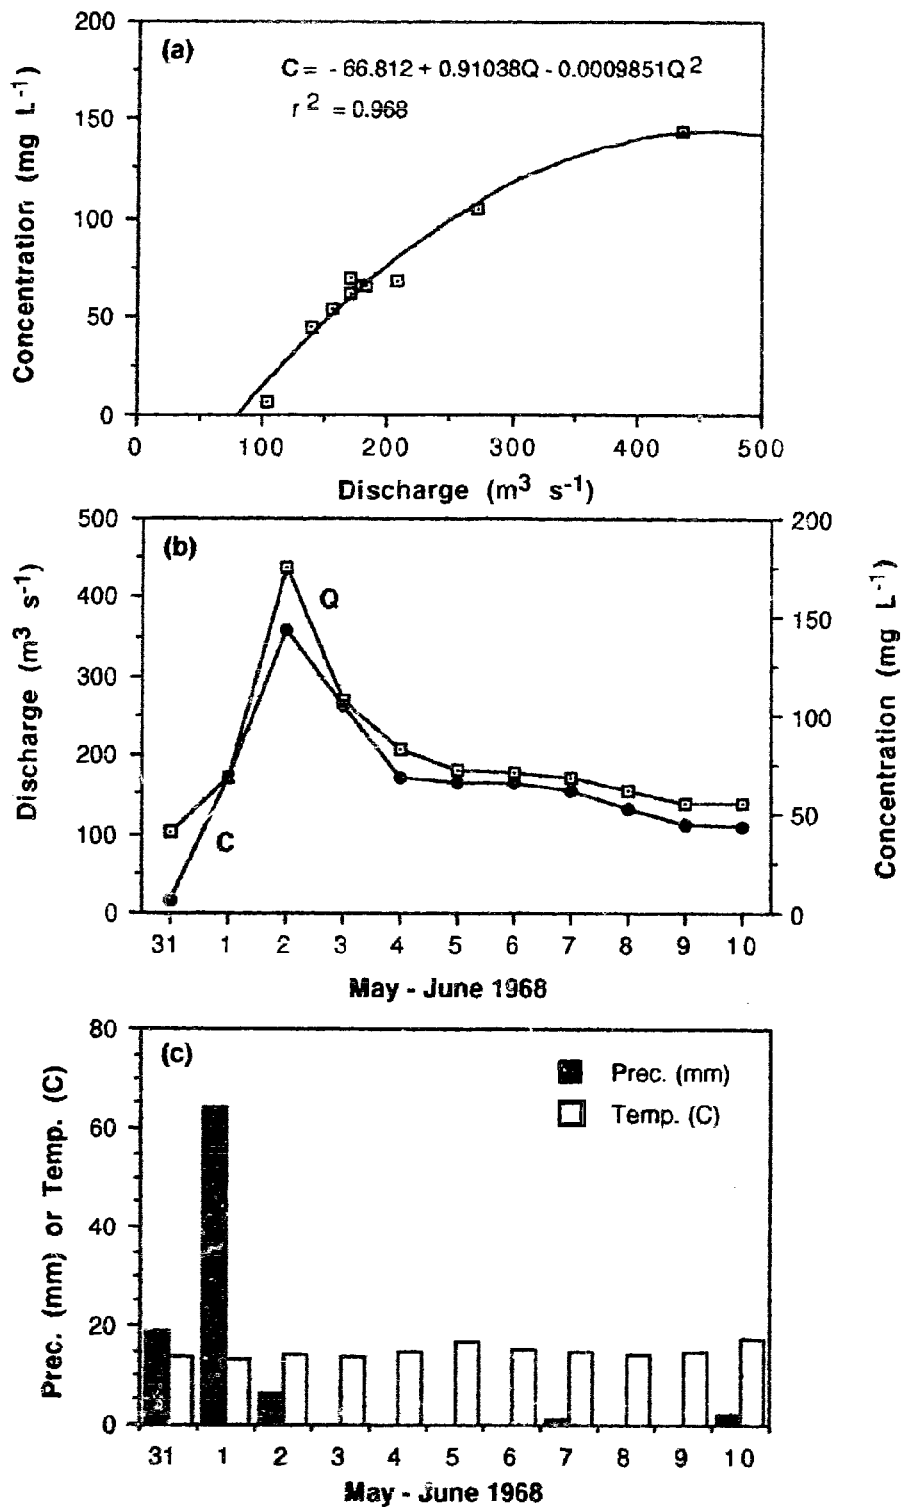 200
(a)
C = - 66.812 + 0.91038Q - 0.0009851Q 2
r 2 = 0.968
150
100
50
0
Concentration (mg L-1)
0 100 200 300 400 500
Discharge (m3 s-1)
500
(b)
200
400
Q
150
300
100
200
100
C
50
0
0
Discharge (m3 s-1)
Concentration (mg L-1)
31 1 2 3 4 5 6 7 8 9 10
May - June 1968
80
(c)
Prec. (mm)
Temp. (C)
60
40
20
0
Prec. (mm) or Temp. (C)
31 1 2 3 4 5 6 7 8 9 10
May - June 1968